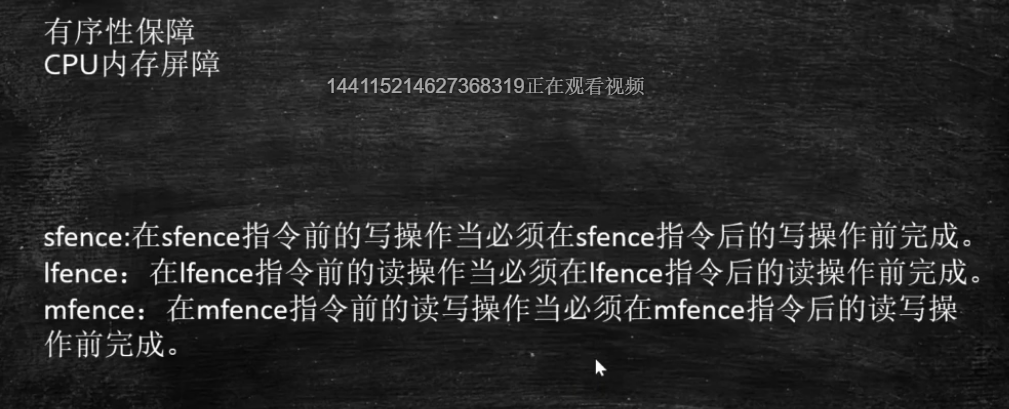 有序性保障
CPU内存屏障
144115214627368319正在观看视频
sfence:在sfence指令前的写操作当必须在sfence指令后的写操作前完成。
lfence：在lfence指令前的读操作当必须在lfence指令后的读操作前完成。
mfence：在mfence指令前的读写操作当必须在mfence指令后的读写操
作前完成。